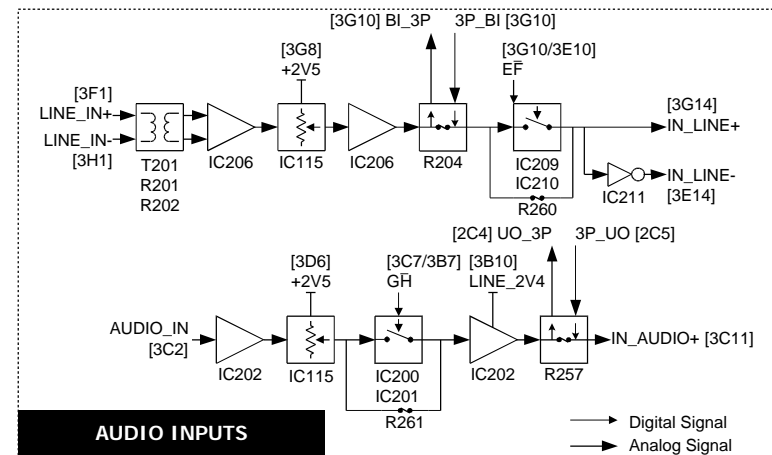 [3G10] BI_3P 3P_BI [3G10]
[3F1]
LINE_IN+
LINE_IN-
[3H1]
T201
R201
R202
IC206
[3G8]
+2V5
IC115
IC206
R204
[3G10/3E10]
EF̅
IC209
IC210
R260
[3G14]
IN_LINE+
IC211
IN_LINE-
[3E14]
[2C4] UO_3P 3P_UO [2C5]
AUDIO_IN
[3C2]
IC202
[3D6]
+2V5
IC115
[3C7/3B7]
GH̅
IC200
IC201
R261
[3B10]
LINE_2V4
IC202
R257
IN_AUDIO+ [3C11]
AUDIO INPUTS
Digital Signal
Analog Signal